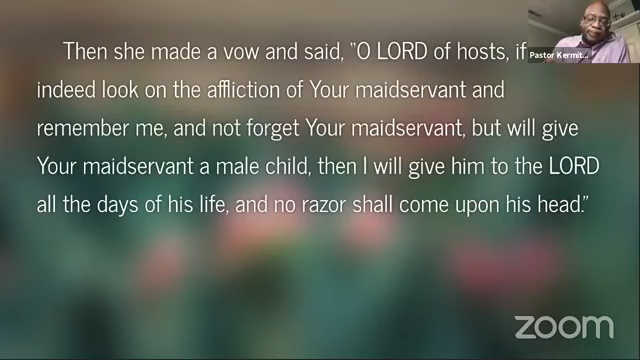 Then she made a vow and said, "O LORD of hosts, if
indeed look on the affliction of Your maidservant and
remember me, and not forget Your maidservant, but will give
Your maidservant a male child, then I will give him to the LORD
all the days of his life, and no razor shall come upon his head."
Pastor Kermit...
zoom